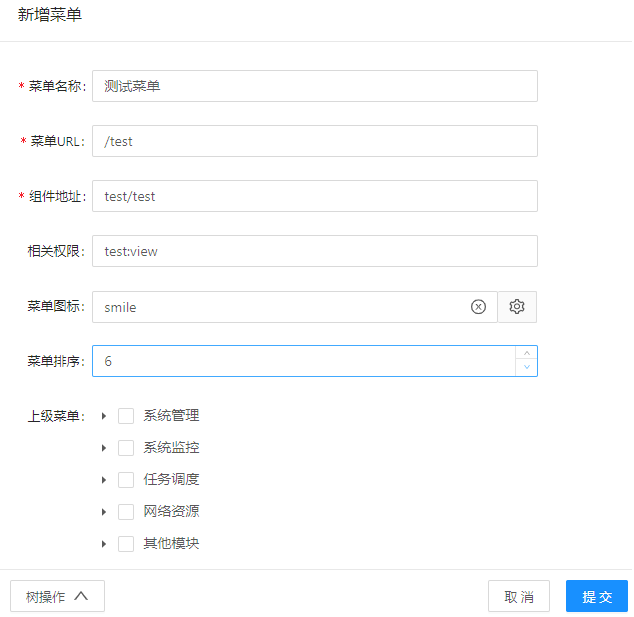 新增菜单
* 菜单名称: 测试菜单
* 菜单URL: /test
* 组件地址: test/test
相关权限: test:view
菜单图标: smile
菜单排序: 6
上级菜单: 系统管理
系统监控
任务调度
网络资源
其他模块
树操作 取消 提交